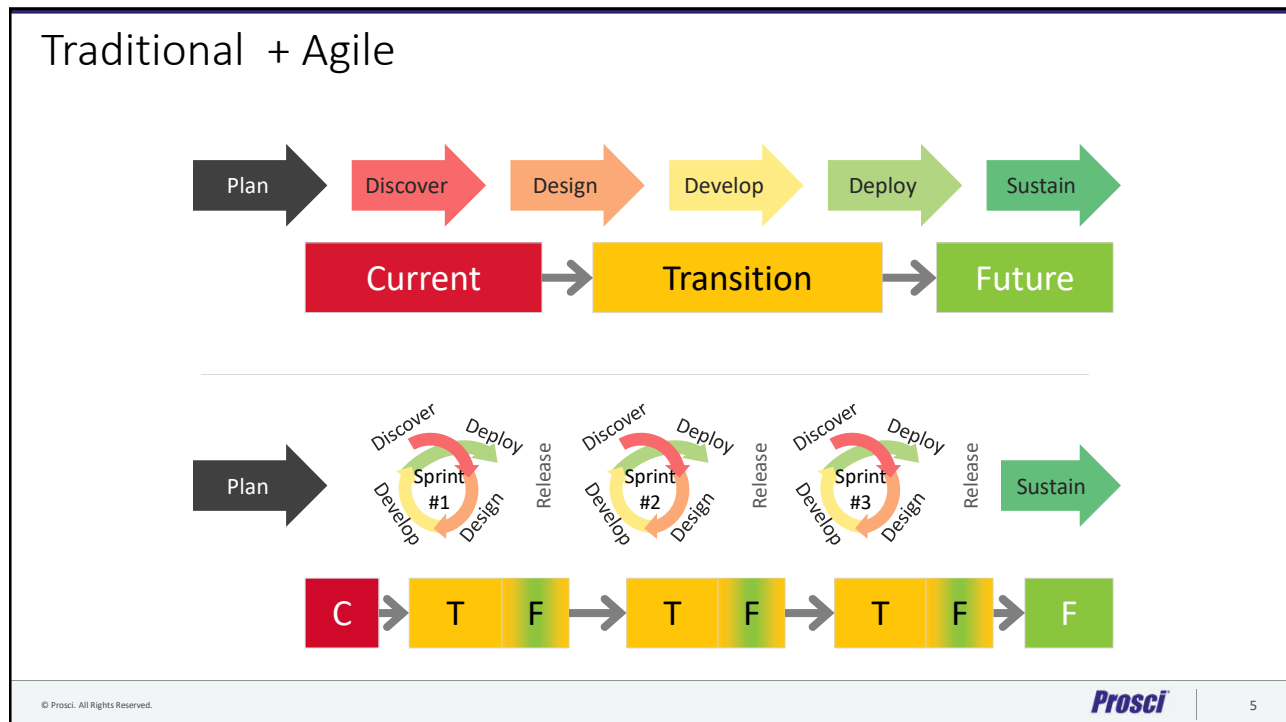 Traditional + Agile
Plan
Discover
Design
Develop
Deploy
Sustain
Current
Transition
Future
Plan
Discover
Deploy
Sprint
#1
Develop
Design
Release
Discover
Deploy
Sprint
#2
Develop
Design
Release
Discover
Deploy
Sprint
#3
Develop
Design
Release
Sustain
C
T
F
T
F
T
F
F
© Prosci. All Rights Reserved.
Prosci®
5